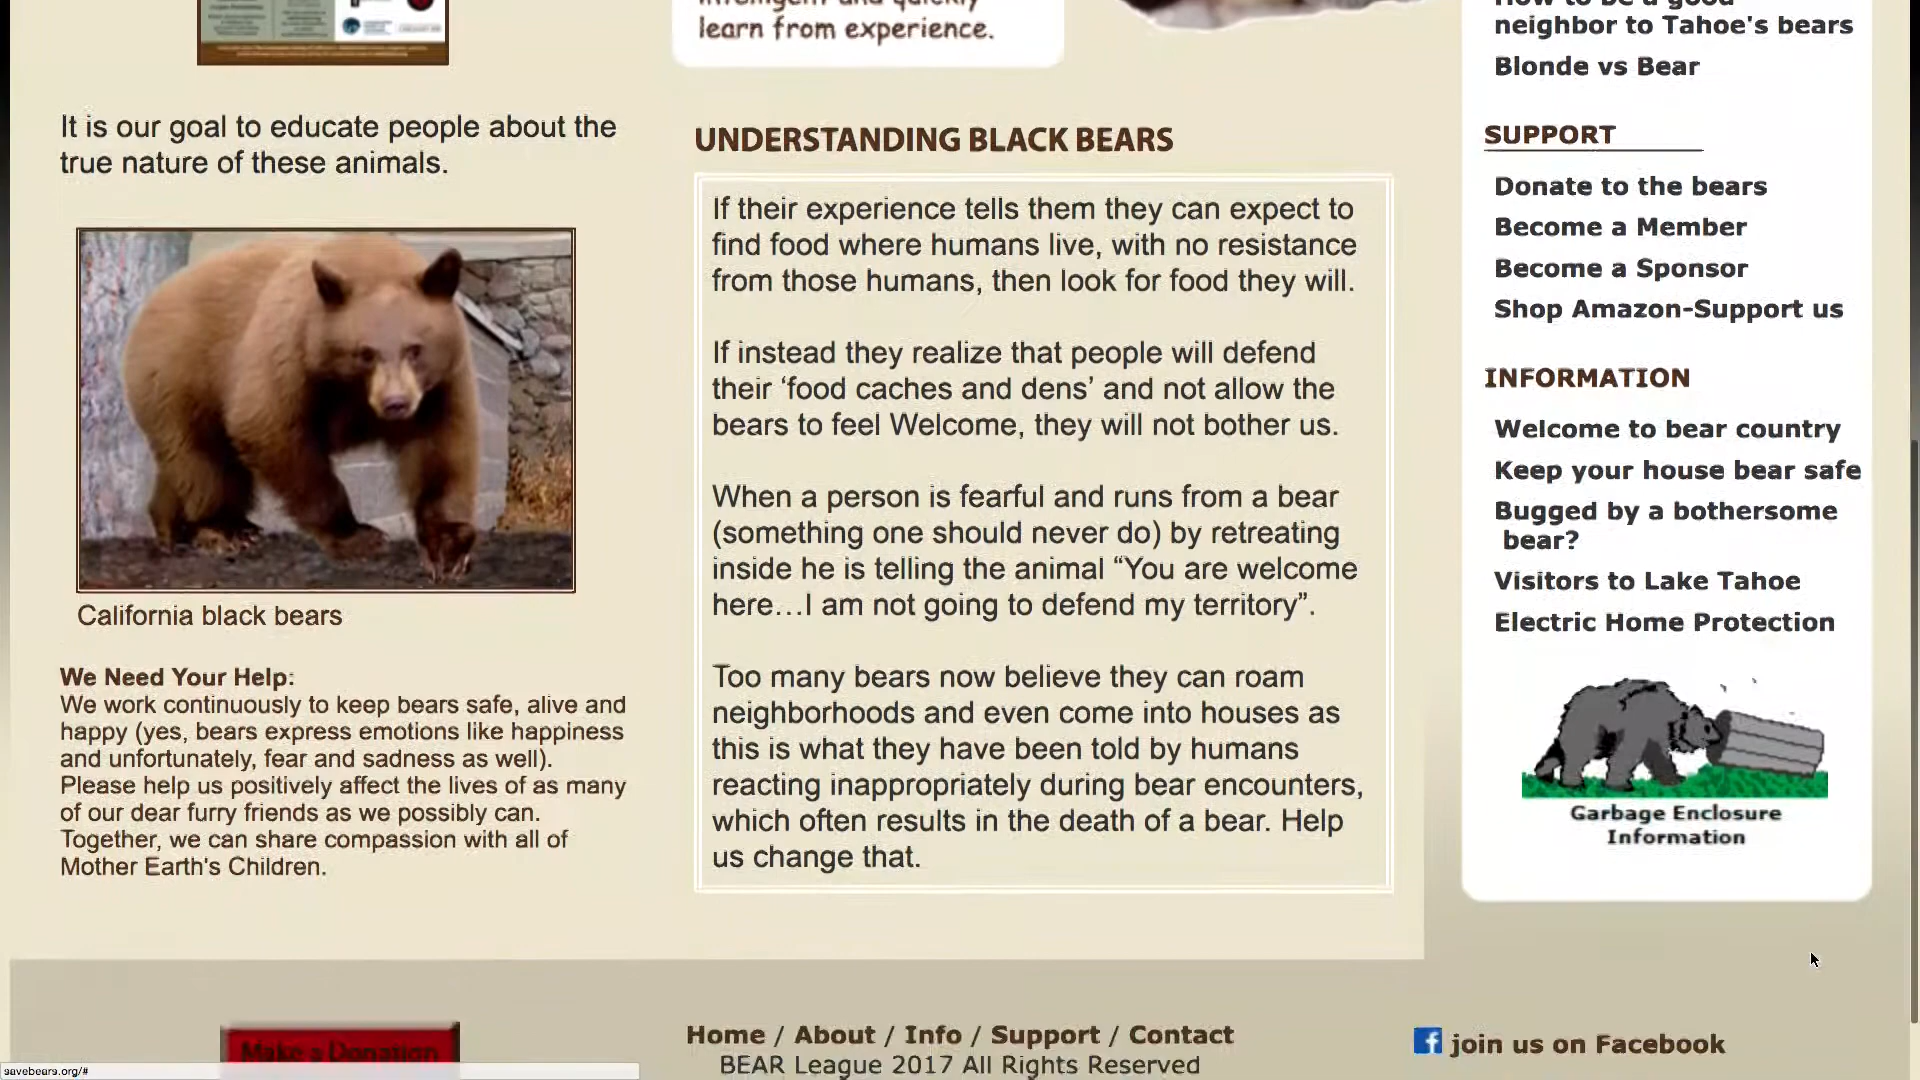 intelligent and quickly
learn from experience.
It is our goal to educate people about the
true nature of these animals.
California black bears
We Need Your Help:
We work continuously to keep bears safe, alive and
happy (yes, bears express emotions like happiness
and unfortunately, fear and sadness as well).
Please help us positively affect the lives of as many
of our dear furry friends as we possibly can.
Together, we can share compassion with all of
Mother Earth's Children.
UNDERSTANDING BLACK BEARS
If their experience tells them they can expect to
find food where humans live, with no resistance
from those humans, then look for food they will.
If instead they realize that people will defend
their ‘food caches and dens’ and not allow the
bears to feel Welcome, they will not bother us.
When a person is fearful and runs from a bear
(something one should never do) by retreating
inside he is telling the animal “You are welcome
here…I am not going to defend my territory”.
Too many bears now believe they can roam
neighborhoods and even come into houses as
this is what they have been told by humans
reacting inappropriately during bear encounters,
which often results in the death of a bear. Help
us change that.
How to be a good
neighbor to Tahoe's bears
Blonde vs Bear
SUPPORT
Donate to the bears
Become a Member
Become a Sponsor
Shop Amazon-Support us
INFORMATION
Welcome to bear country
Keep your house bear safe
Bugged by a bothersome
bear?
Visitors to Lake Tahoe
Electric Home Protection
Garbage Enclosure
Information
Make a Donation
Home / About / Info / Support / Contact
BEAR League 2017 All Rights Reserved
join us on Facebook
savebears.org/#